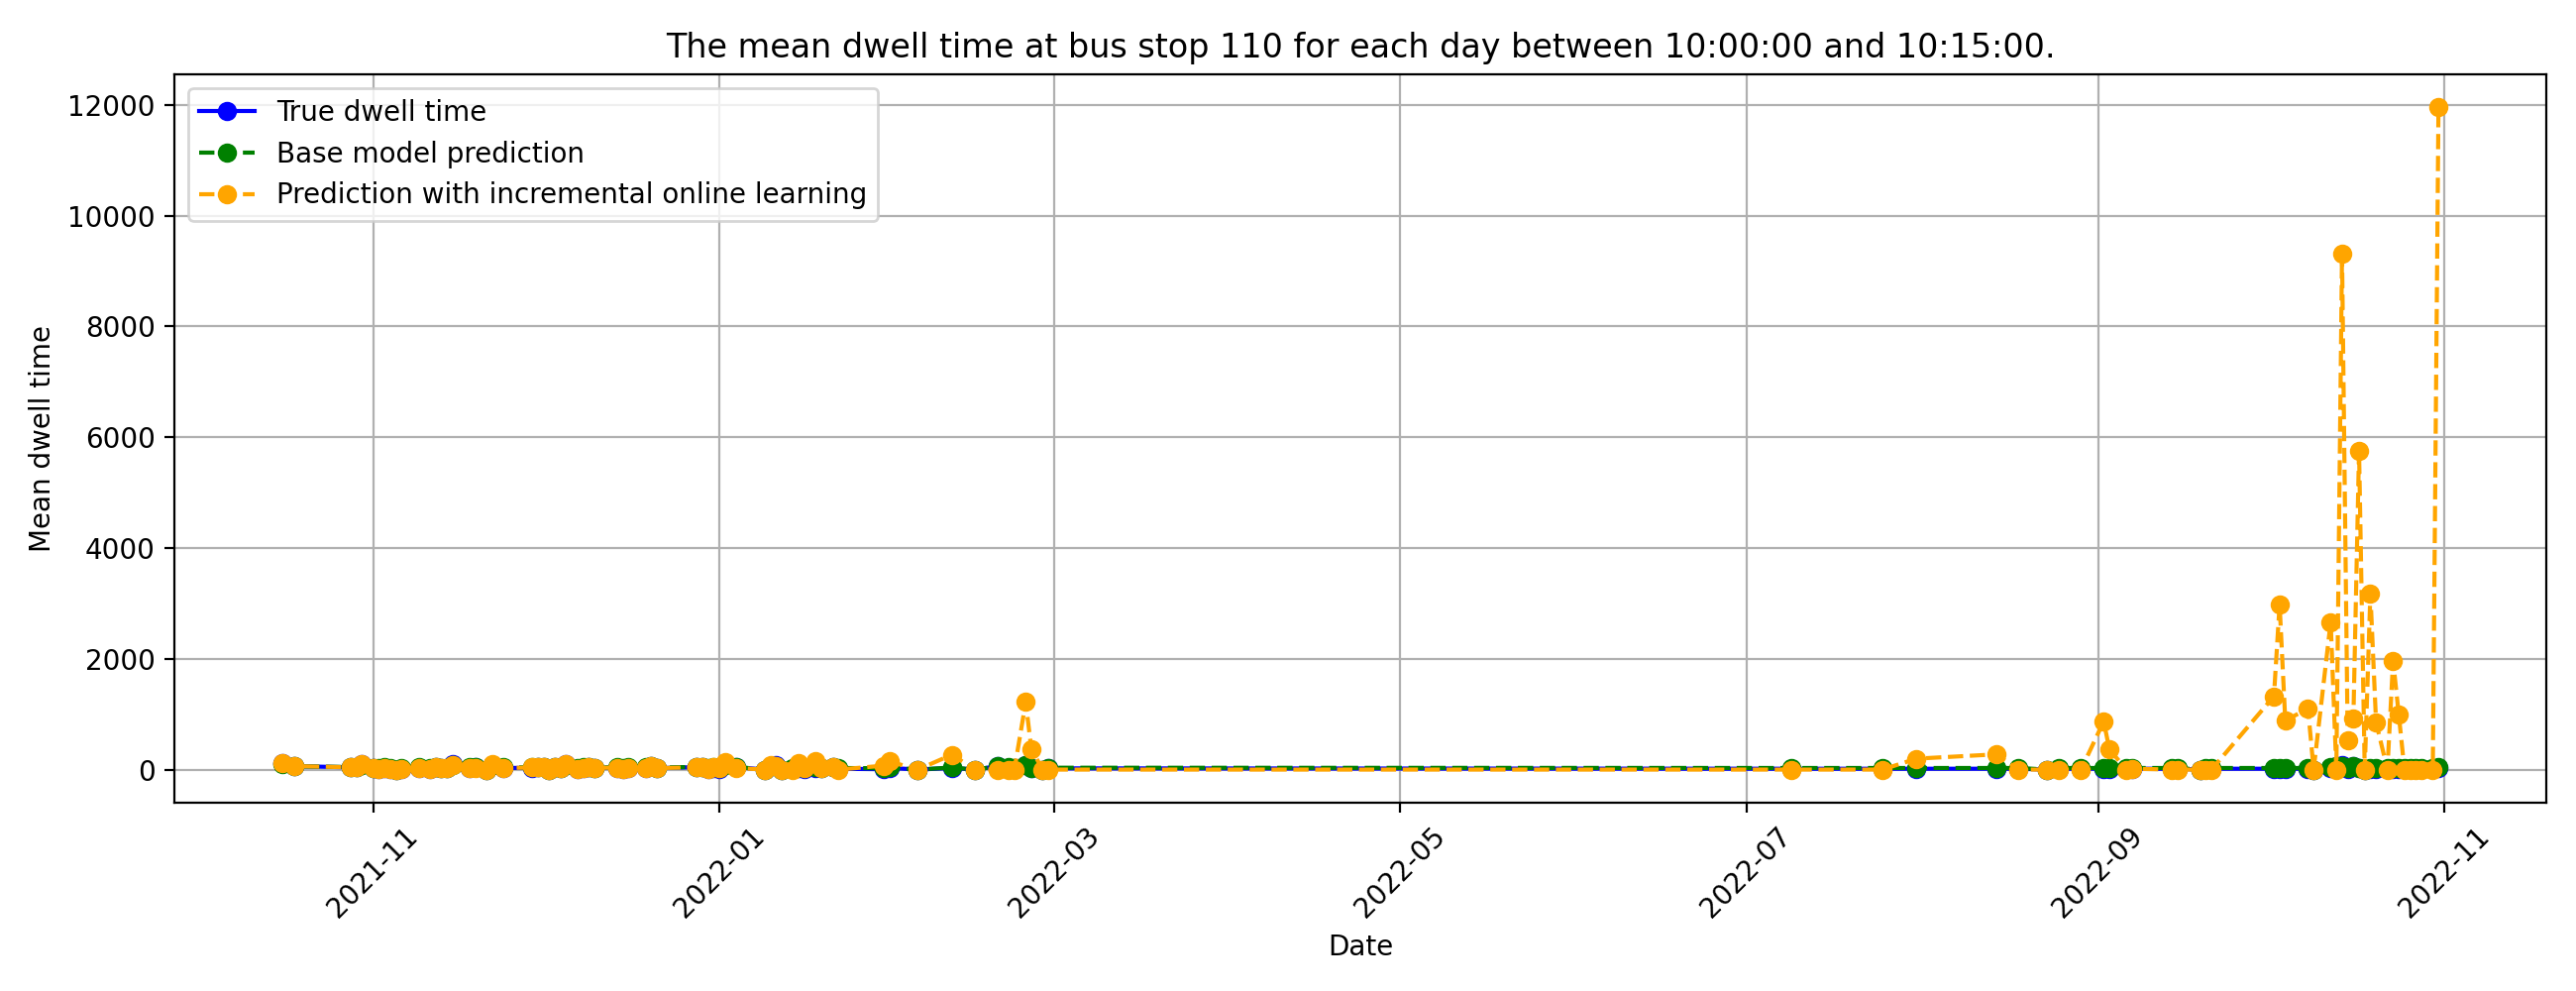 The mean dwell time at bus stop 110 for each day between 10:00:00 and 10:15:00.
True dwell time
Base model prediction
Prediction with incremental online learning
Mean dwell time
12000
10000
8000
6000
4000
2000
0
2021-11
2022-01
2022-03
2022-05
2022-07
2022-09
2022-11
Date